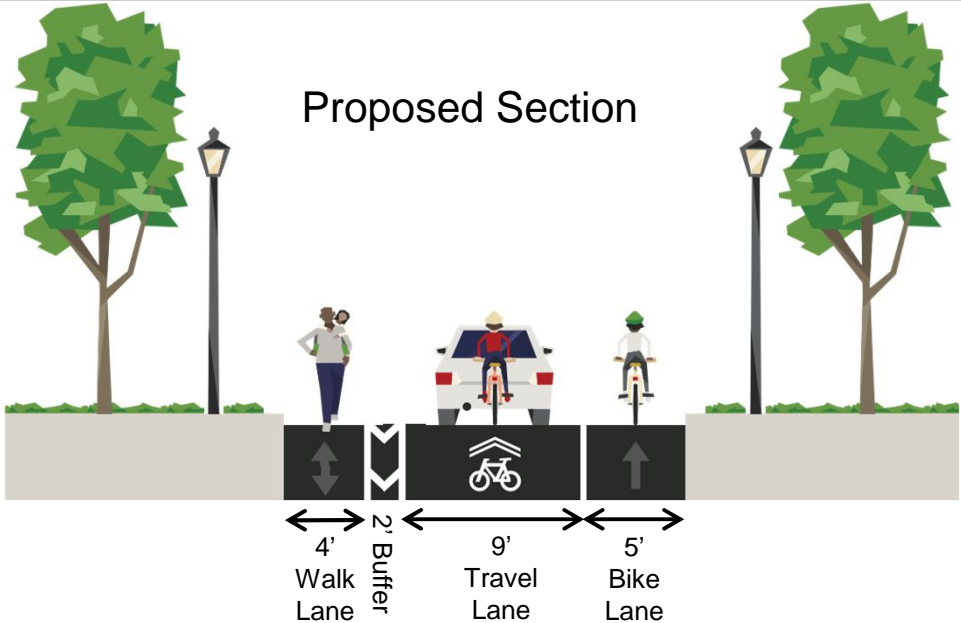 Proposed Section
4’
Walk
Lane
2’ Buffer
9’
Travel
Lane
5’
Bike
Lane